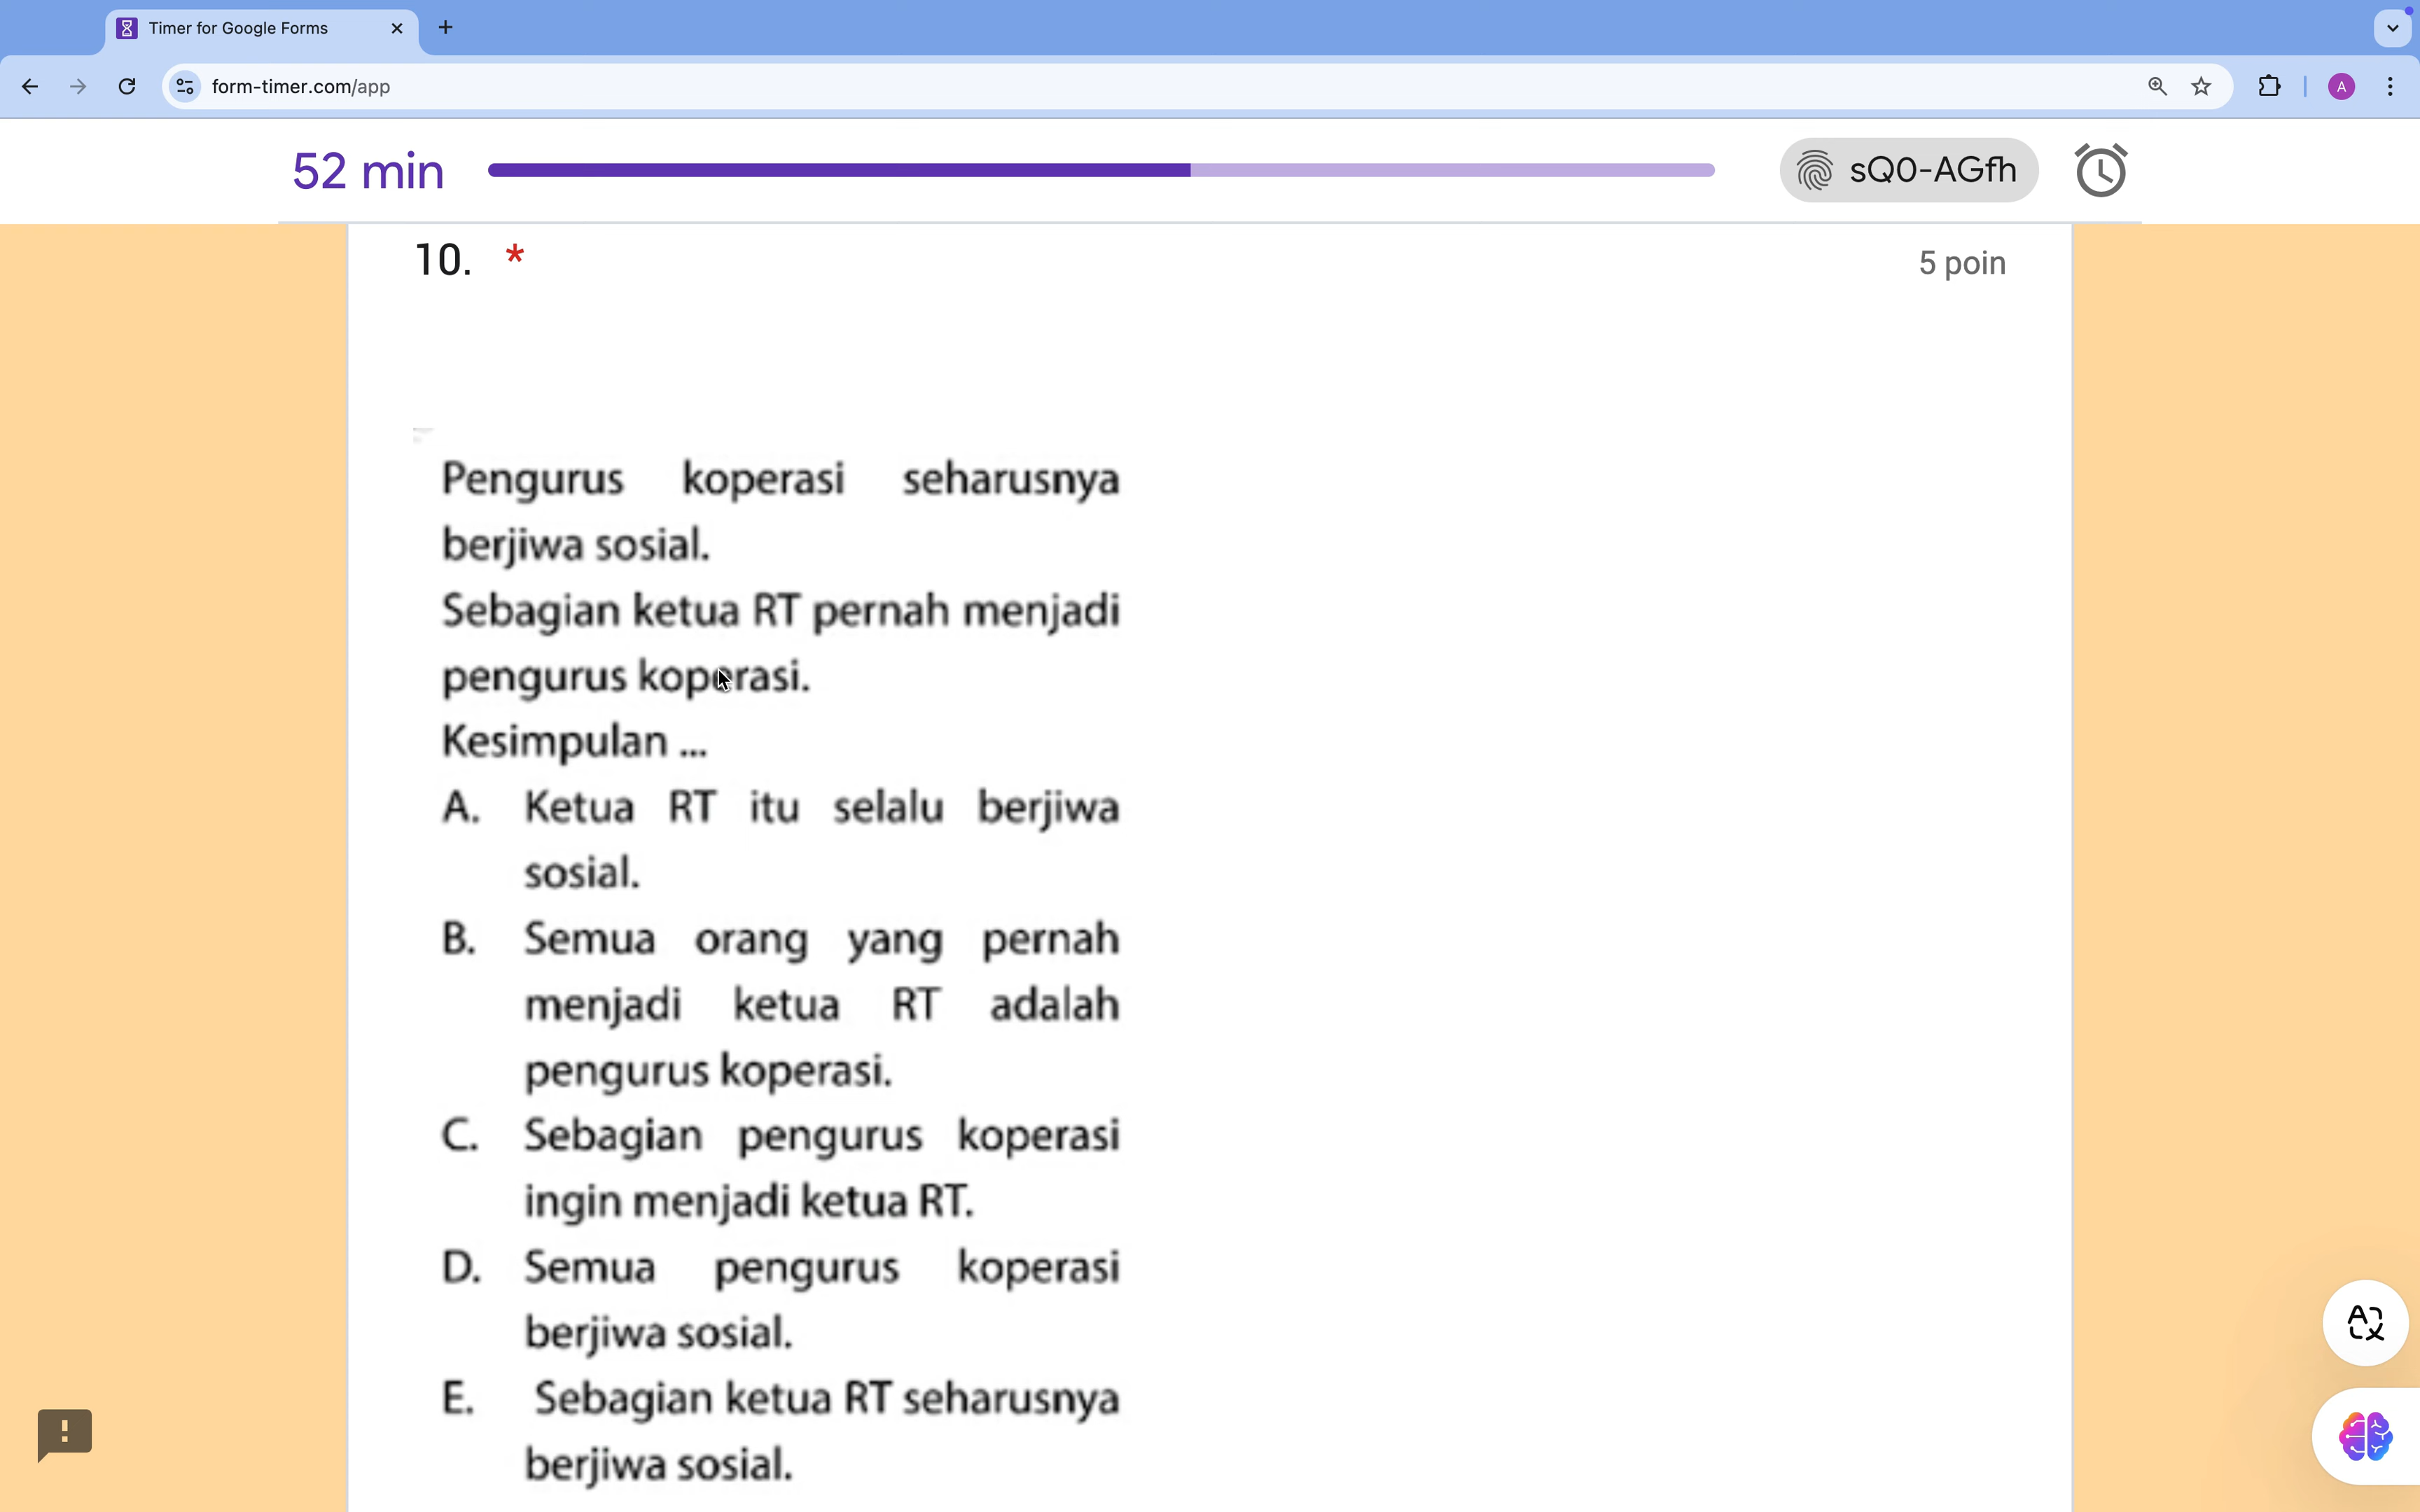 Timer for Google Forms
form-timer.com/app
A
52 min
sQ0-AGfh
10. *
5 poin
Pengurus koperasi seharusnya
berjiwa sosial.
Sebagian ketua RT pernah menjadi
pengurus koperasi.
Kesimpulan ...
A. Ketua RT itu selalu berjiwa
sosial.
B. Semua orang yang pernah
menjadi ketua RT adalah
pengurus koperasi.
C. Sebagian pengurus koperasi
ingin menjadi ketua RT.
D. Semua pengurus koperasi
berjiwa sosial.
E. Sebagian ketua RT seharusnya
berjiwa sosial.